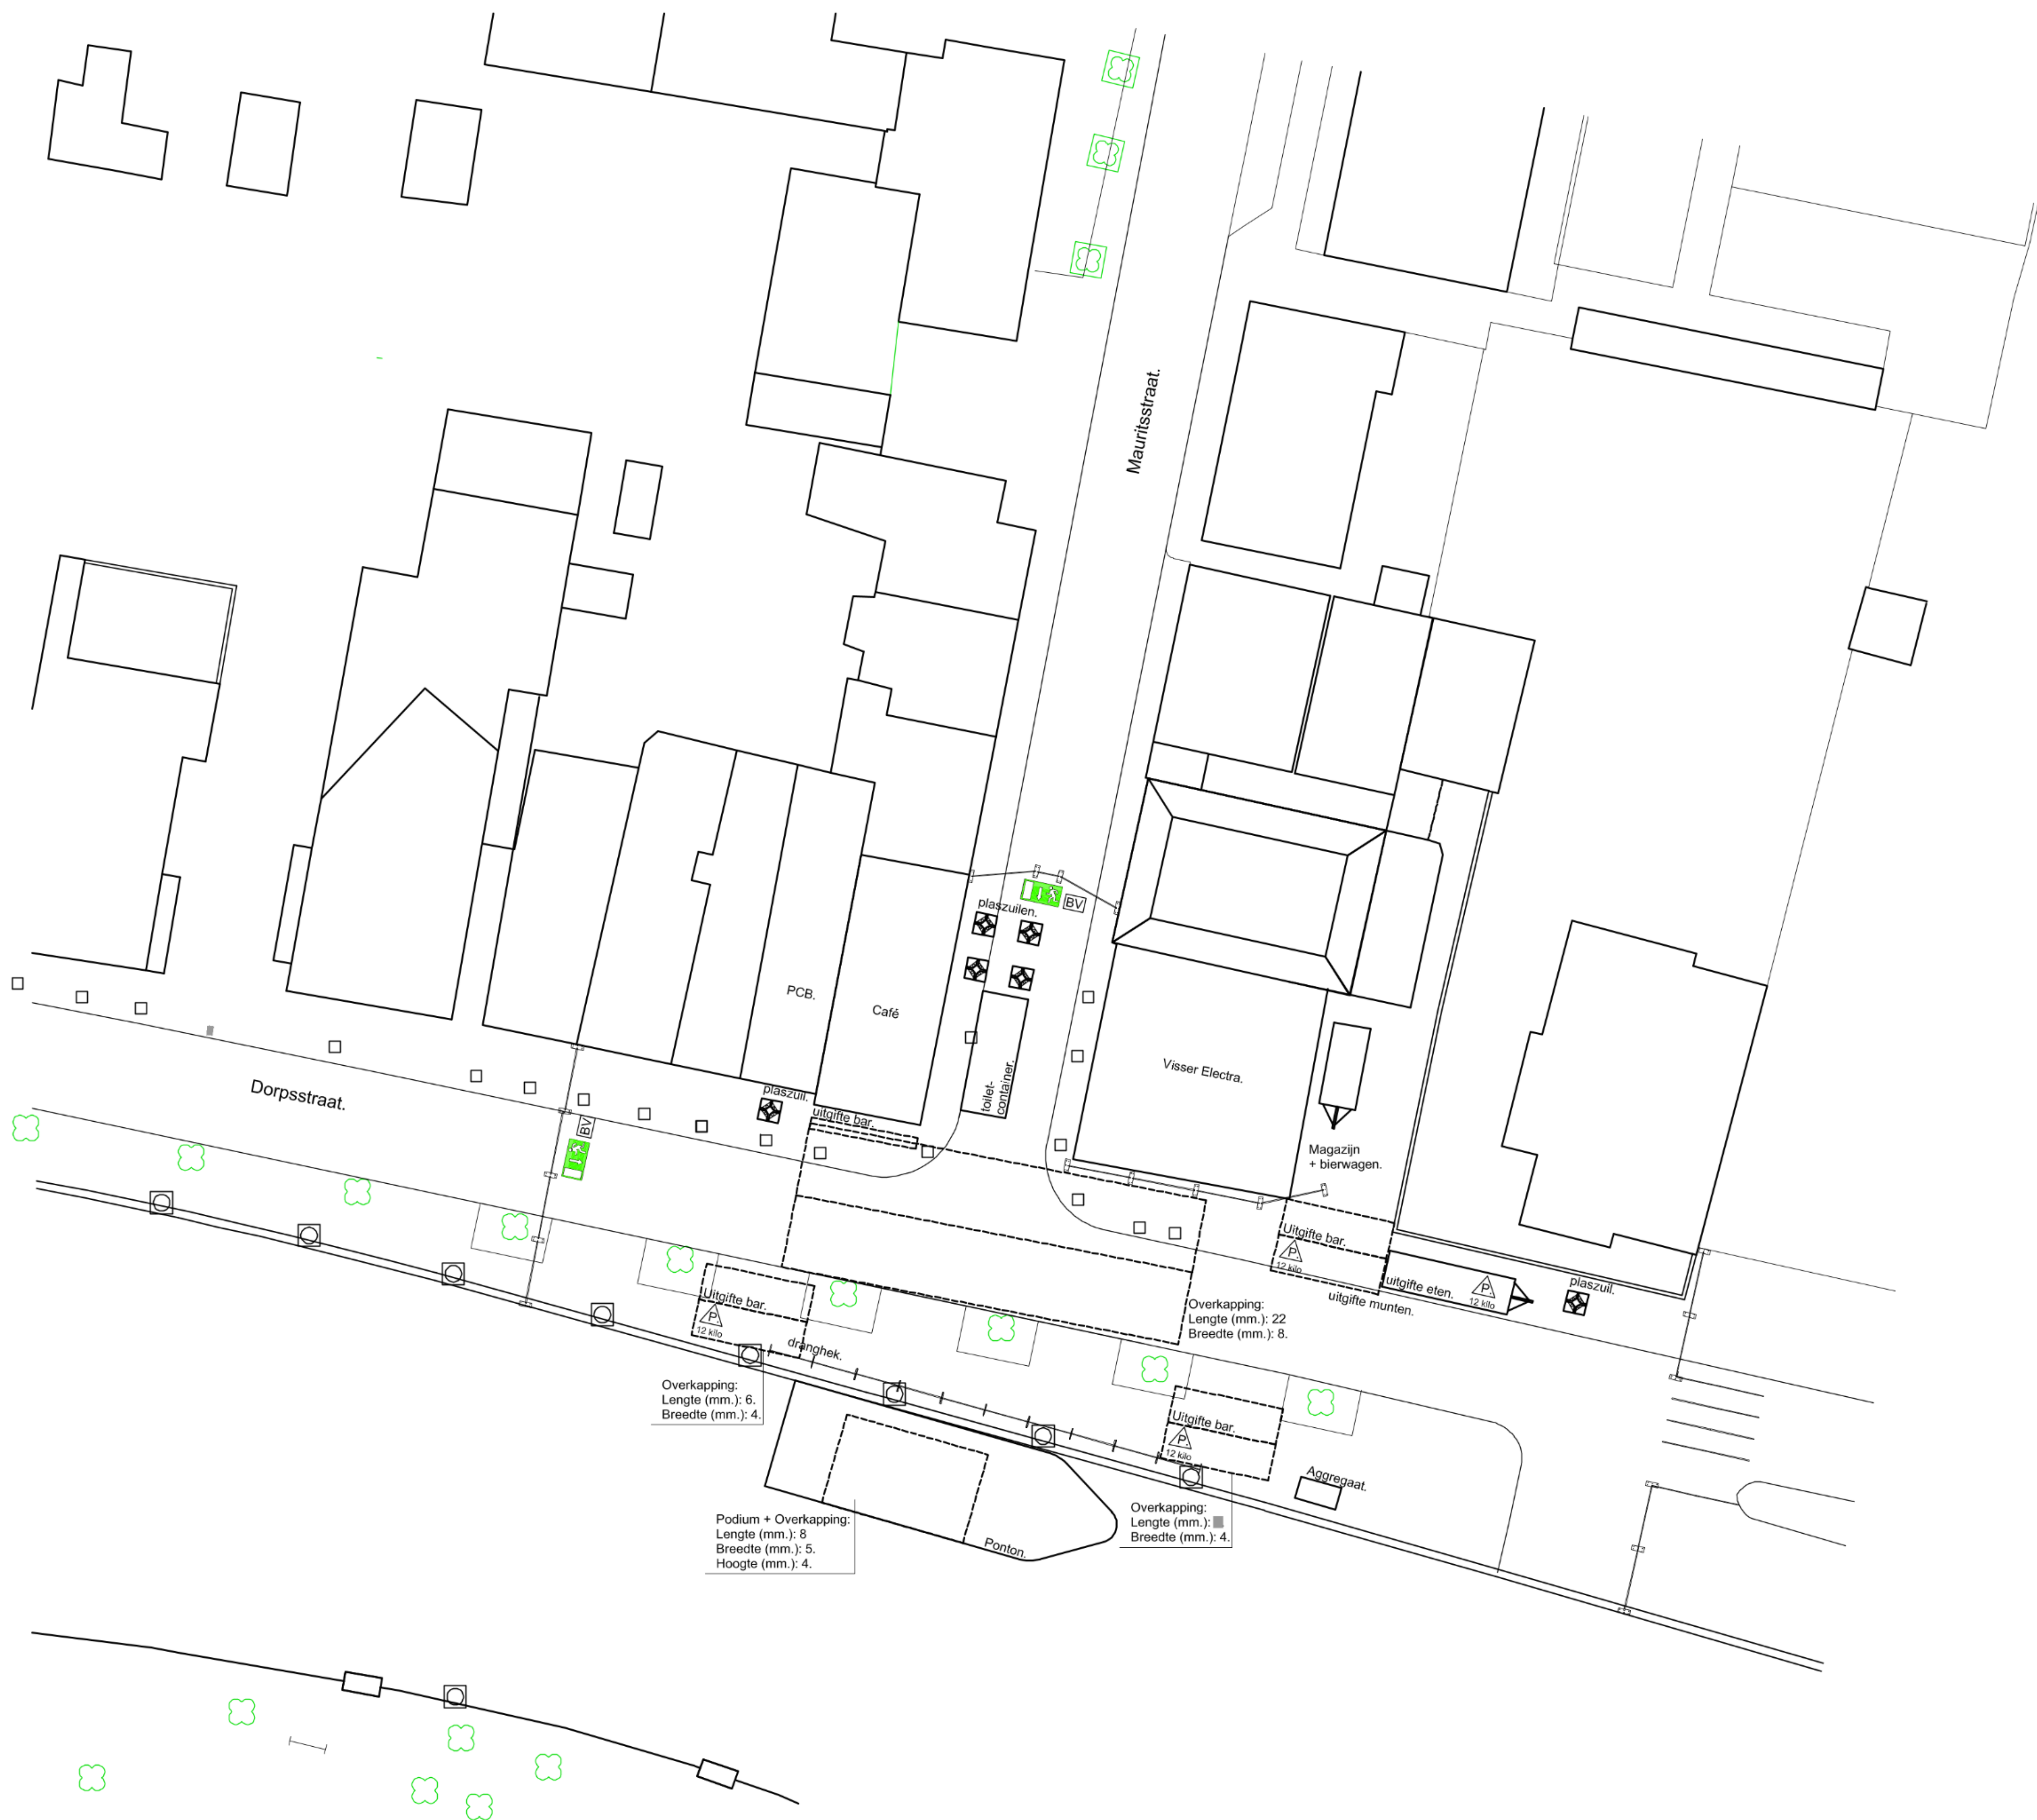 Mauritsstraat.
plaszuilen.
BV
PCB.
Café
toilet-
container.
Visser Electra.
Dorpsstraat.
BV
plaszuil.
uitgifte bar.
Magazijn
+ bierwagen.
Uitgifte bar.
P.
12 kilo
uitgifte eten.
P.
12 kilo
plaszuil.
uitgifte munten.
Uitgifte bar.
P.
12 kilo
dranghek.
Overkapping:
Lengte (mm.): 22
Breedte (mm.): 8.
Overkapping:
Lengte (mm.): 6.
Breedte (mm.): 4.
Uitgifte bar.
P.
12 kilo
Aggregaat.
Podium + Overkapping:
Lengte (mm.): 8
Breedte (mm.): 5.
Hoogte (mm.): 4.
Ponton.
Overkapping:
Lengte (mm.):
Breedte (mm.): 4.